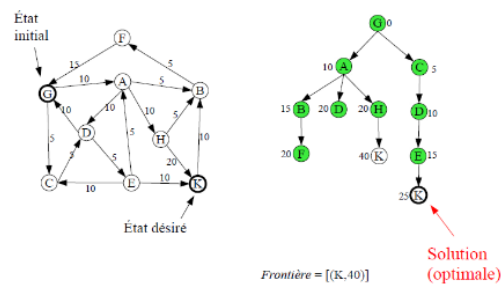 État
initial
F
15
5
10
A
5
B
G
10
10
5
D
H
10
5
5
5
20
10
5
C
10
E
10
K
État désiré
G 0
10 A
C 5
15 B
20 D
20 H
D 10
20 F
40 K
E 15
25 K
Solution
(optimale)
Frontière = [(K,40)]